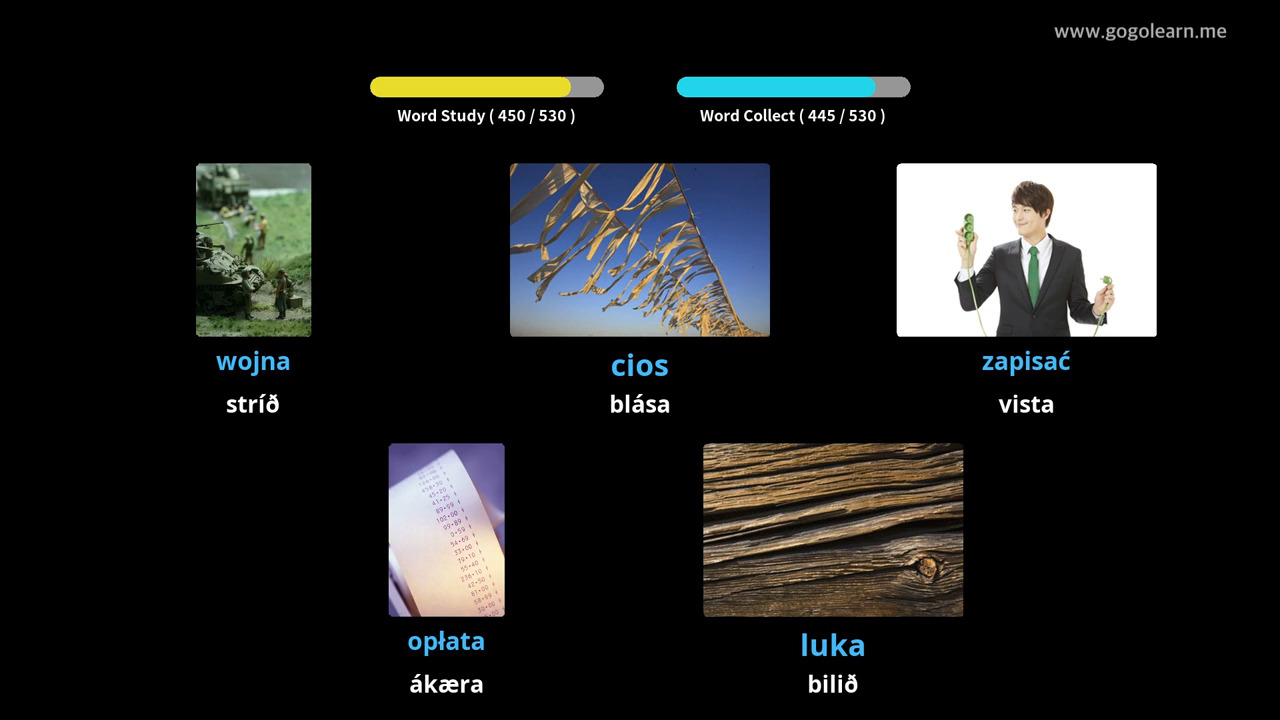 www.gogolearn.me
Word Study ( 450 / 530 )
Word Collect ( 445 / 530 )
wojna
stríð
cios
blása
zapisać
vista
opłata
ákæra
luka
bilið